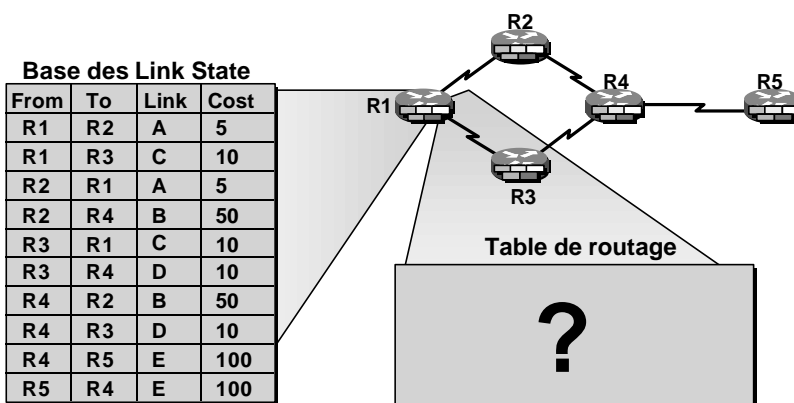 R2
Base des Link State
R4
R5
R1
From To Link Cost
R1 R2 A 5
R1 R3 C 10
R2 R1 A 5
R2 R4 B 50
R3 R1 C 10
R3 R4 D 10
R4 R2 B 50
R4 R3 D 10
R4 R5 E 100
R5 R4 E 100
R3
Table de routage
?